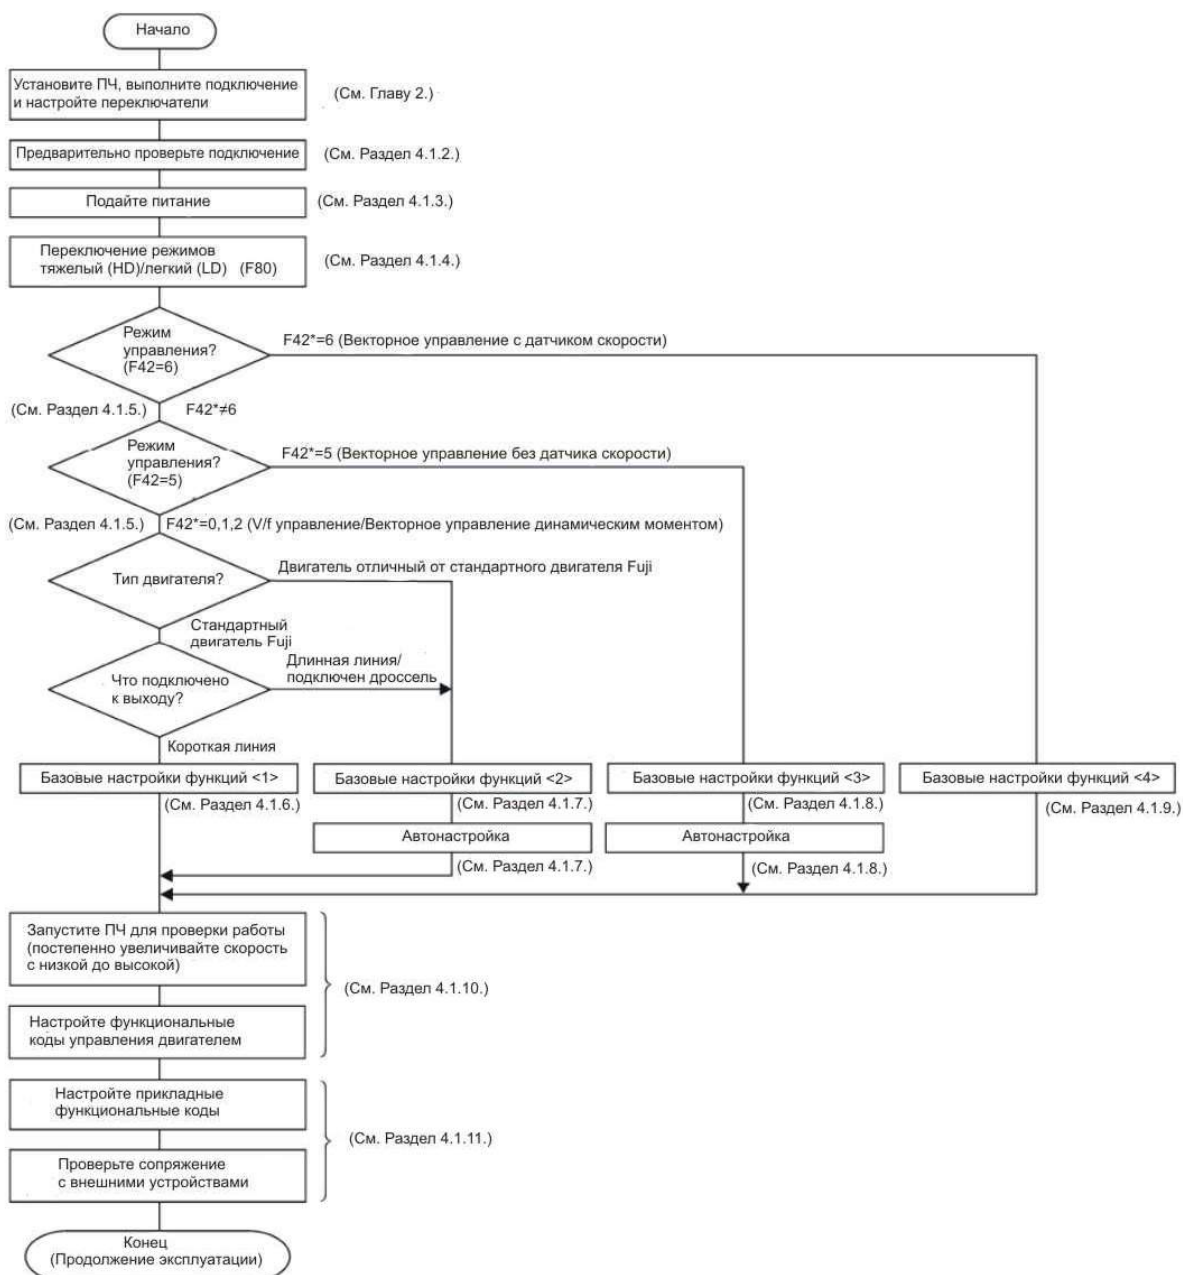 Начало
Установите ПЧ, выполните подключение
и настройте переключатели
(См. Главу 2.)
Предварительно проверьте подключение
(См. Раздел 4.1.2.)
Подайте питание
(См. Раздел 4.1.3.)
Переключение режимов
тяжелый (HD)/легкий (LD) (F80)
(См. Раздел 4.1.4.)
Режим
управления?
(F42=6)
F42*=6 (Векторное управление с датчиком скорости)
(См. Раздел 4.1.5.)
F42*≠6
Режим
управления?
(F42=5)
F42*=5 (Векторное управление без датчика скорости)
(См. Раздел 4.1.5.)
F42*=0,1,2 (V/f управление/Векторное управление динамическим моментом)
Тип двигателя?
Двигатель отличный от стандартного двигателя Fuji
Стандартный
двигатель Fuji
Что подключено
к выходу?
Длинная линия/
подключен дроссель
Короткая линия
Базовые настройки функций <1>
Базовые настройки функций <2>
Базовые настройки функций <3>
Базовые настройки функций <4>
(См. Раздел 4.1.6.)
(См. Раздел 4.1.7.)
(См. Раздел 4.1.8.)
(См. Раздел 4.1.9.)
Автонастройка
Автонастройка
(См. Раздел 4.1.7.)
(См. Раздел 4.1.8.)
Запустите ПЧ для проверки работы
(постепенно увеличивайте скорость
с низкой до высокой)
(См. Раздел 4.1.10.)
Настройте функциональные
коды управления двигателем
Настройте прикладные
функциональные коды
(См. Раздел 4.1.11.)
Проверьте сопряжение
с внешними устройствами
Конец
(Продолжение эксплуатации)